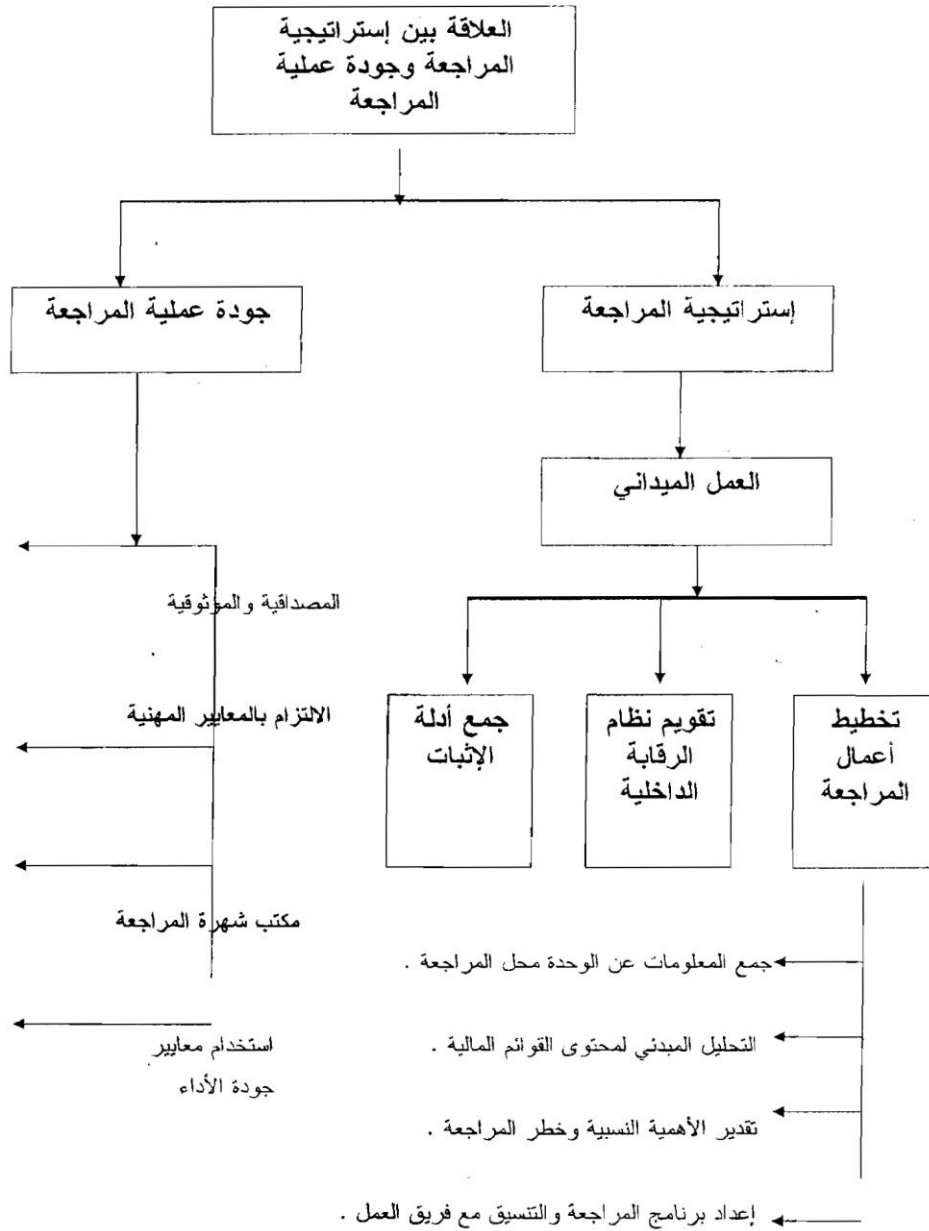 العلاقة بين إستراتيجية
المراجعة وجودة عملية
المراجعة
إستراتيجية المراجعة
جودة عملية المراجعة
العمل الميداني
تخطيط
أعمال
المراجعة
تقويم نظام
الرقابة
الداخلية
جمع أدلة
الإثبات
جمع المعلومات عن الوحدة محل المراجعة .
التحليل المبدئي لمحتوى القوائم المالية .
تقدير الأهمية النسبية وخطر المراجعة .
إعداد برنامج المراجعة والتنسيق مع فريق العمل .
المصداقية والموثوقية
الالتزام بالمعايير المهنية
مكتب شهرة المراجعة
استخدام معايير
جودة الأداء